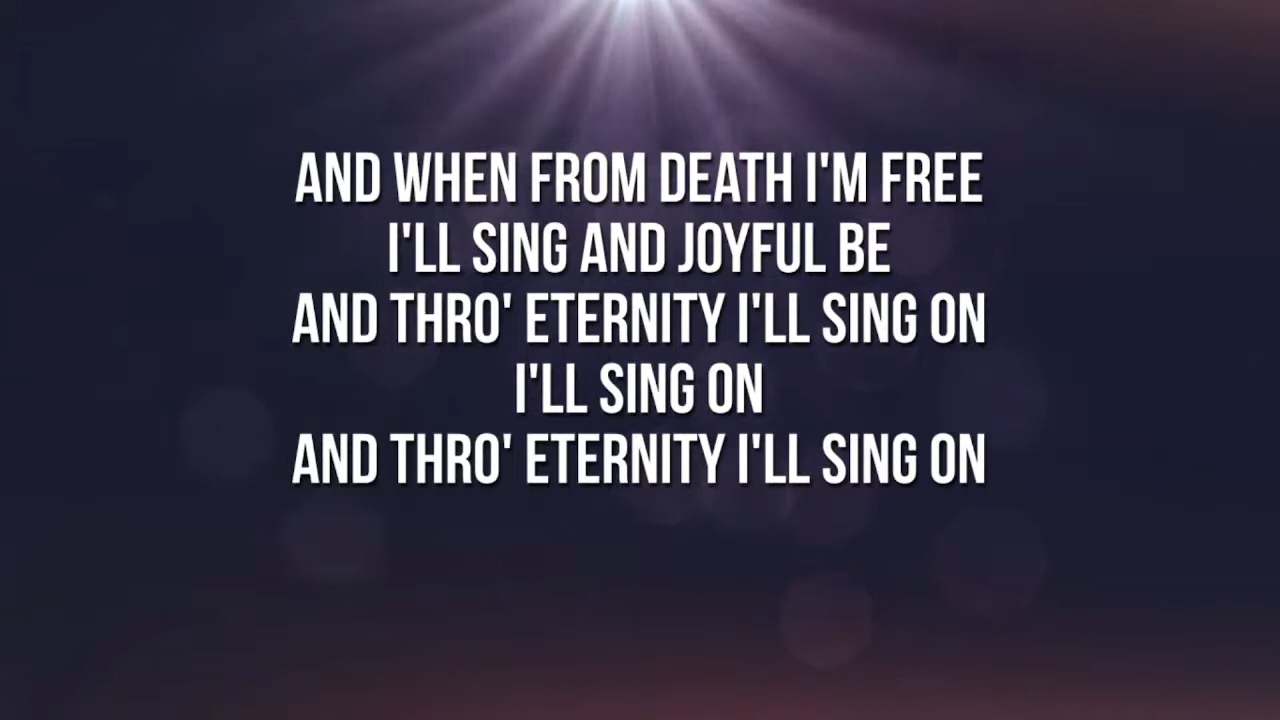 AND WHEN FROM DEATH I'M FREE
I'LL SING AND JOYFUL BE
AND THRO' ETERNITY I'LL SING ON
I'LL SING ON
AND THRO' ETERNITY I'LL SING ON